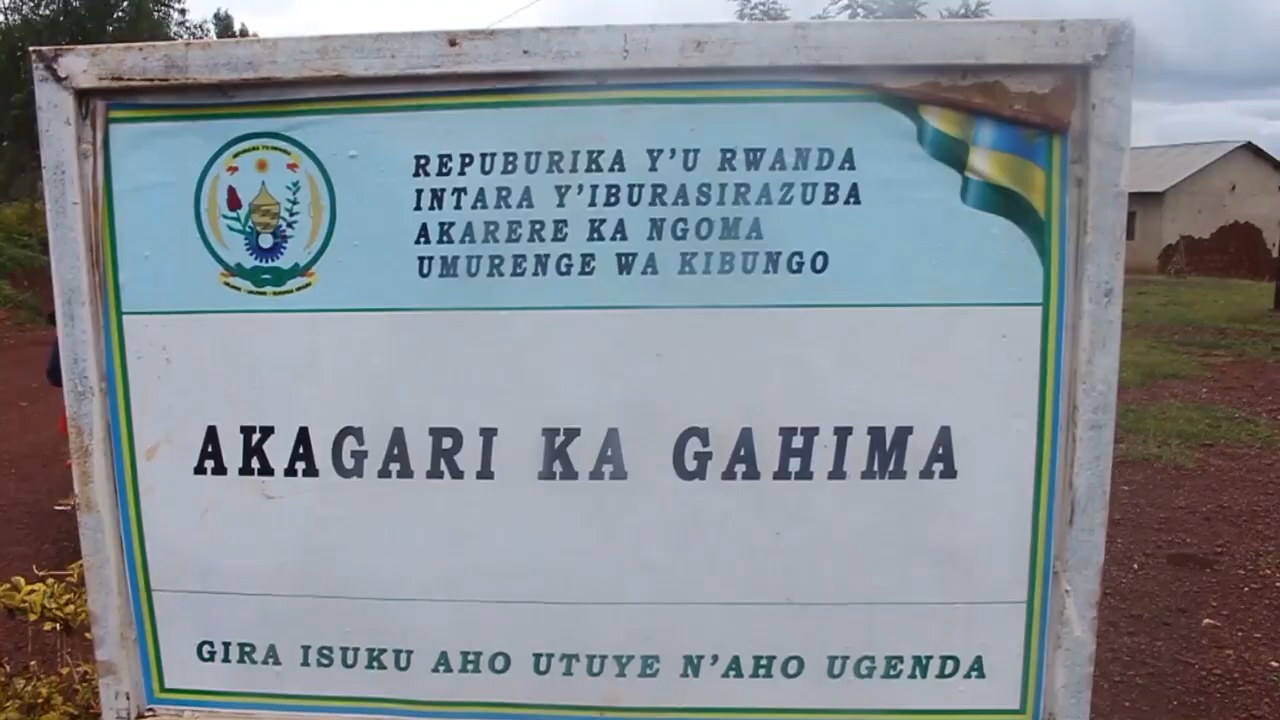 REPUBURIKA Y'U RWANDA
INTARA Y'IBURASIRAZUBA
AKARERE KA NGOMA
UMURENGE WA KIBUNGO
AKAGARI KA GAHIMA
GIRA ISUKU AHO UTUYE N'AHO UGENDA